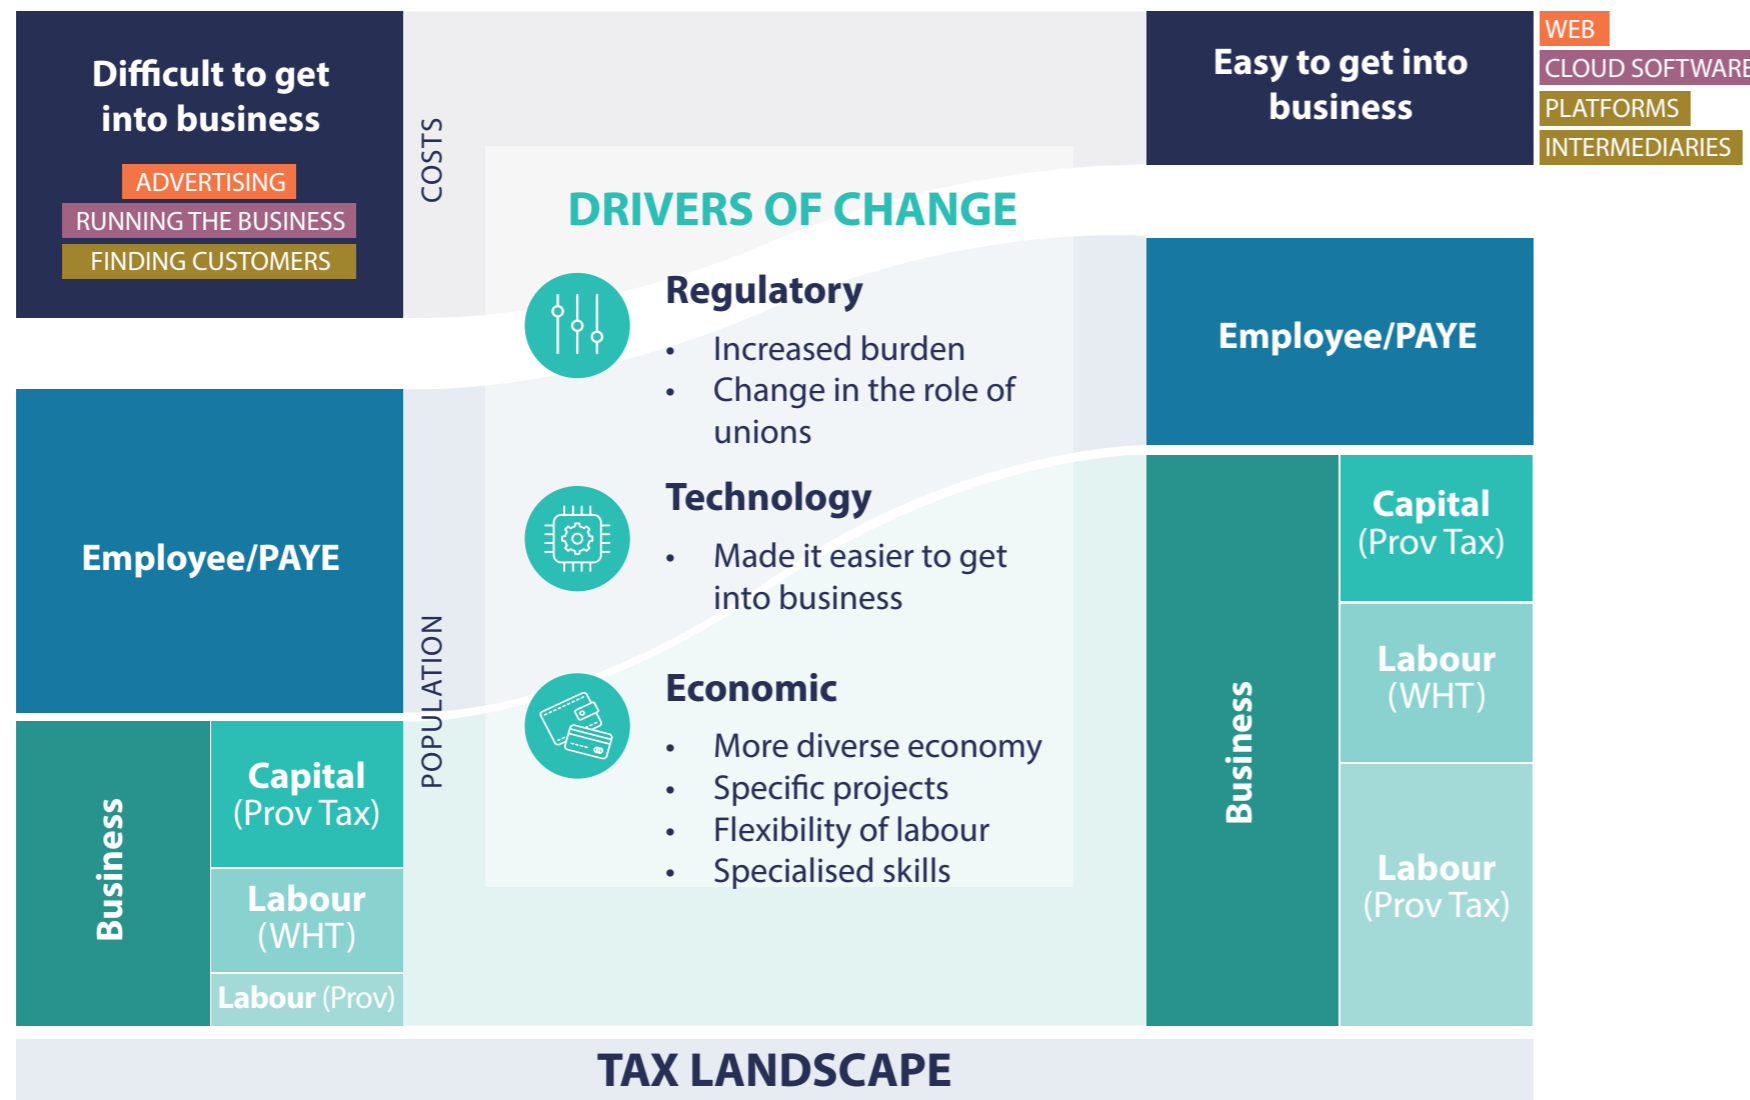 Difficult to get
into business
ADVERTISING
RUNNING THE BUSINESS
FINDING CUSTOMERS
Employee/PAYE
Business
Capital
(Prov Tax)
Labour
(WHT)
Labour (Prov)
COSTS
POPULATION
DRIVERS OF CHANGE
Regulatory
• Increased burden
• Change in the role of
unions
Technology
• Made it easier to get
into business
Economic
• More diverse economy
• Specific projects
• Flexibility of labour
• Specialised skills
Easy to get into
business
WEB
CLOUD SOFTWARE
PLATFORMS
INTERMEDIARIES
Employee/PAYE
Business
Capital
(Prov Tax)
Labour
(WHT)
Labour
(Prov Tax)
TAX LANDSCAPE